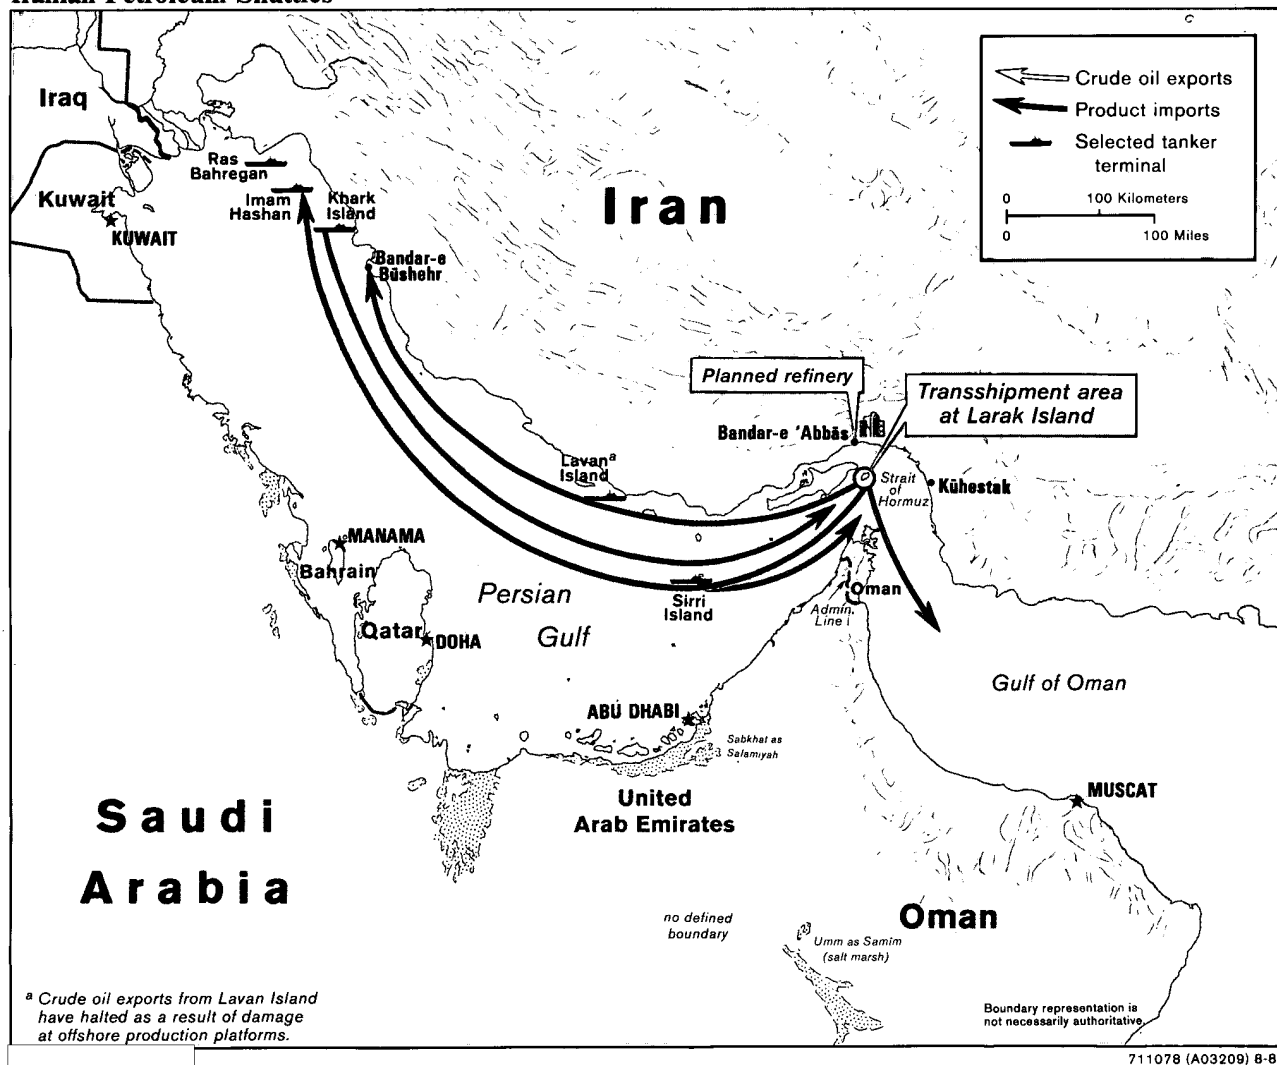 Iranian Petroleum Shuttles
Crude oil exports
Product imports
Selected tanker
terminal
0
100 Kilometers
0
100 Miles
Iraq
Ras
Bahregan
Imam
Hashan
Khark
Island
Kuwait
KUWAIT
Bandar-e
Būshehr
Iran
Planned refinery
Transshipment area
at Larak Island
Bandar-e 'Abbās
Strait
of
Hormuz
Kūhestak
Lavanᵃ
Island
MANAMA
Bahrain
Persian
Gulf
Sirri
Island
Oman
Admin.
Line
Qatar
DOHA
Gulf of Oman
ABŪ DHABI
Sabkhat as
Salamiyah
MUSCAT
United
Arab Emirates
Saudi
Arabia
Oman
no defined
boundary
Umm as Samīm
(salt marsh)
ᵃ Crude oil exports from Lavan Island
have halted as a result of damage
at offshore production platforms.
Boundary representation is
not necessarily authoritative.
711078 (A03209) 8-8